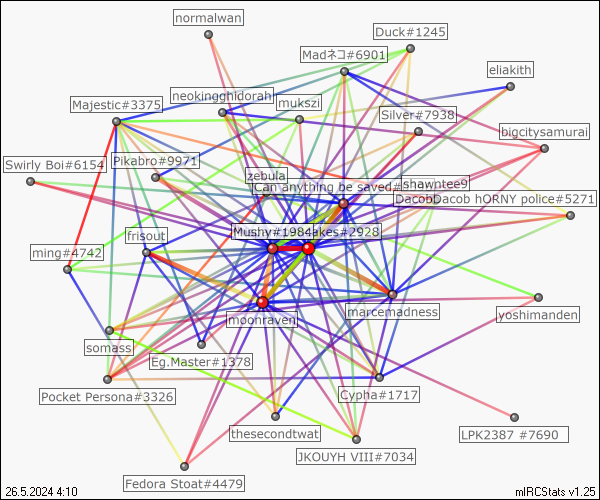 normalwan
Duck#1245
Madネコ#6901
eliakith
neokingghidorah
mukszi
Majestic#3375
Silver#7938
bigcitysamurai
Swirly Boi#6154
Pikabro#9971
zebula
shawntee9
Can anything be saved#
DacobDacob hORNY police#5271
frisout
Mushy#1984
akes#2928
ming#4742
moonraven
marcemadness
yoshimanden
somass
Eg.Master#1378
Pocket Persona#3326
Cypha#1717
thesecondtwat
LPK2387 #7690
JKOUYH VIII#7034
Fedora Stoat#4479
26.5.2024 4:10
mIRCStats v1.25